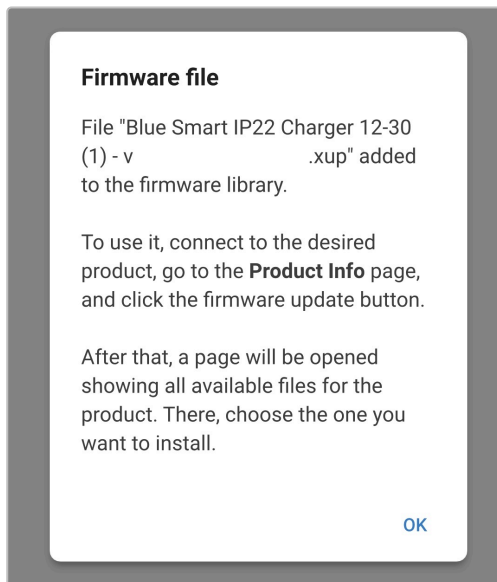 Firmware file
File "Blue Smart IP22 Charger 12-30
(1) - v .xup" added
to the firmware library.
To use it, connect to the desired
product, go to the Product Info page,
and click the firmware update button.
After that, a page will be opened
showing all available files for the
product. There, choose the one you
want to install.
OK